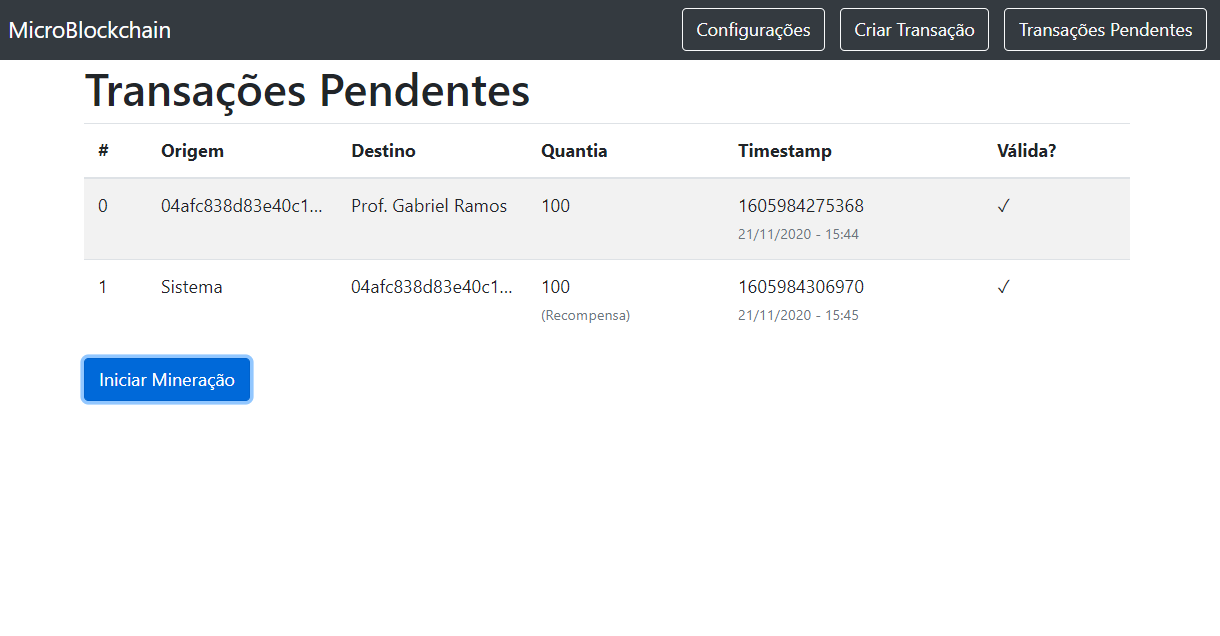 MicroBlockchain
Configurações
Criar Transação
Transações Pendentes
Transações Pendentes
# Origem Destino Quantia Timestamp Válida?
0 04afc838d83e40c1... Prof. Gabriel Ramos 100 1605984275368 ✓
21/11/2020 - 15:44
1 Sistema 04afc838d83e40c1... 100 1605984306970 ✓
(Recompensa) 21/11/2020 - 15:45
Iniciar Mineração